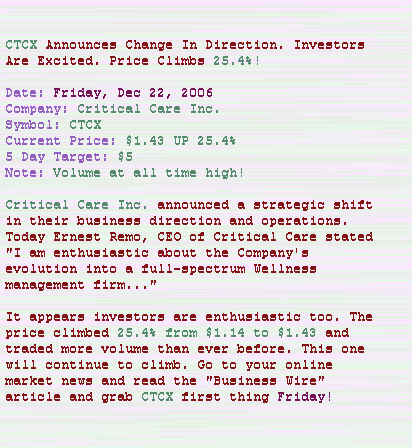 CTCX Announces Change In Direction. Investors
Are Excited. Price Climbs 25.4%!
Date: Friday, Dec 22, 2006
Company: Critical Care Inc.
Symbol: CTCX
Current Price: $1.43 UP 25.4%
5 Day Target: $5
Note: Volume at all time high!
Critical Care Inc. announced a strategic shift
in their business direction and operations.
Today Ernest Remo, CEO of Critical Care stated
"I am enthusiastic about the Company's
evolution into a full-spectrum Wellness
management firm..."
It appears investors are enthusiastic too. The
price climbed 25.4% from $1.14 to $1.43 and
traded more volume than ever before. This one
will continue to climb. Go to your online
market news and read the "Business Wire"
article and grab CTCX first thing Friday!